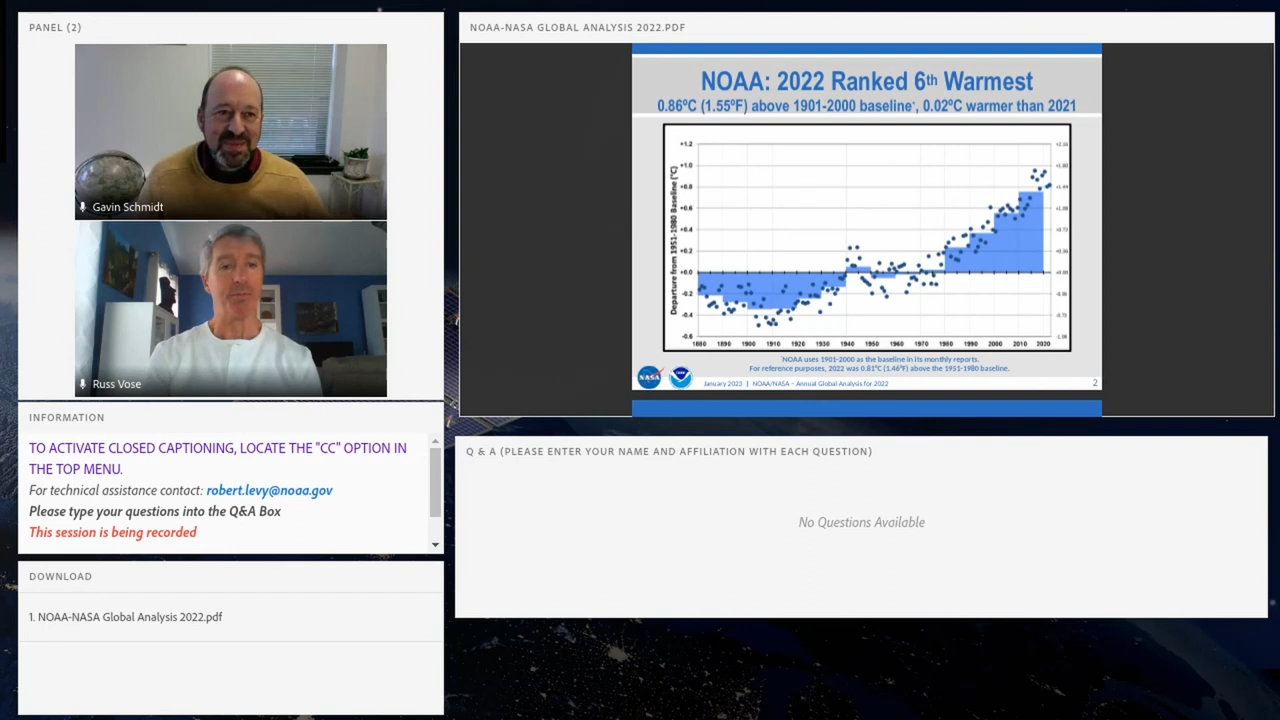 PANEL (2)
Gavin Schmidt
Russ Vose
INFORMATION
TO ACTIVATE CLOSED CAPTIONING, LOCATE THE "CC" OPTION IN
THE TOP MENU.
For technical assistance contact: robert.levy@noaa.gov
Please type your questions into the Q&A Box
This session is being recorded
DOWNLOAD
1. NOAA-NASA Global Analysis 2022.pdf
NOAA-NASA GLOBAL ANALYSIS 2022.PDF
NOAA: 2022 Ranked 6th Warmest
0.86ºC (1.55ºF) above 1901-2000 baseline*, 0.02ºC warmer than 2021
Departure from 1951-1980 Baseline (°C)
+1.2
+1.0
+0.8
+0.6
+0.4
+0.2
+0.0
-0.2
-0.4
-0.6
1880 1890 1900 1910 1920 1930 1940 1950 1960 1970 1980 1990 2000 2010 2020
*NOAA uses 1901-2000 as the baseline in its monthly reports.
For reference purposes, 2022 was 0.81°C (1.46°F) above the 1951-1980 baseline.
NASA
January 2023 | NOAA/NASA – Annual Global Analysis for 2022
2
Q & A (PLEASE ENTER YOUR NAME AND AFFILIATION WITH EACH QUESTION)
No Questions Available